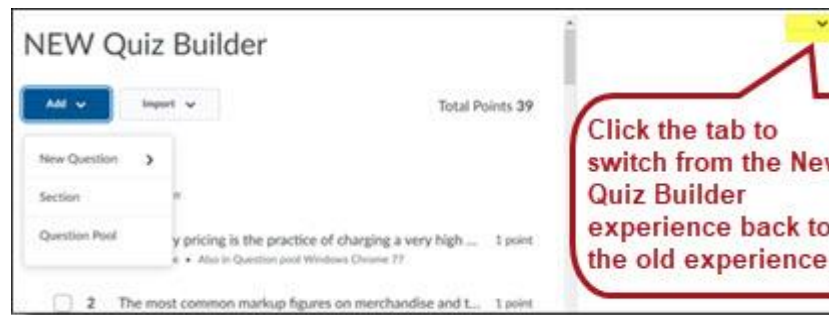 NEW Quiz Builder
Add
Import
Total Points 39
New Question
Section
Question Pool
y pricing is the practice of charging a very high ... 1 point
• Also in Question pool Windows Chrome 77
2 The most common markup figures on merchandise and t... 1 point
Click the tab to
switch from the New
Quiz Builder
experience back to
the old experience